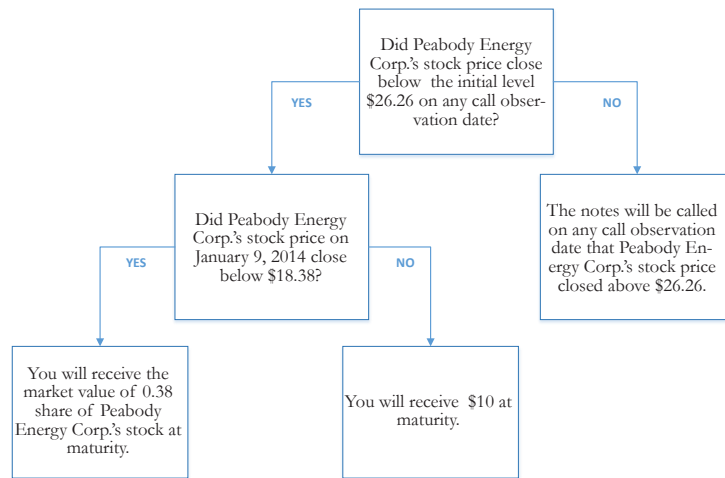 Did Peabody Energy
Corp.'s stock price close
below the initial level
$26.26 on any call obser-
vation date?
YES
NO
Did Peabody Energy
Corp.'s stock price on
January 9, 2014 close
below $18.38?
The notes will be called
on any call observation
date that Peabody En-
ergy Corp.'s stock price
closed above $26.26.
YES
NO
You will receive the
market value of 0.38
share of Peabody
Energy Corp.'s stock at
maturity.
You will receive $10 at
maturity.